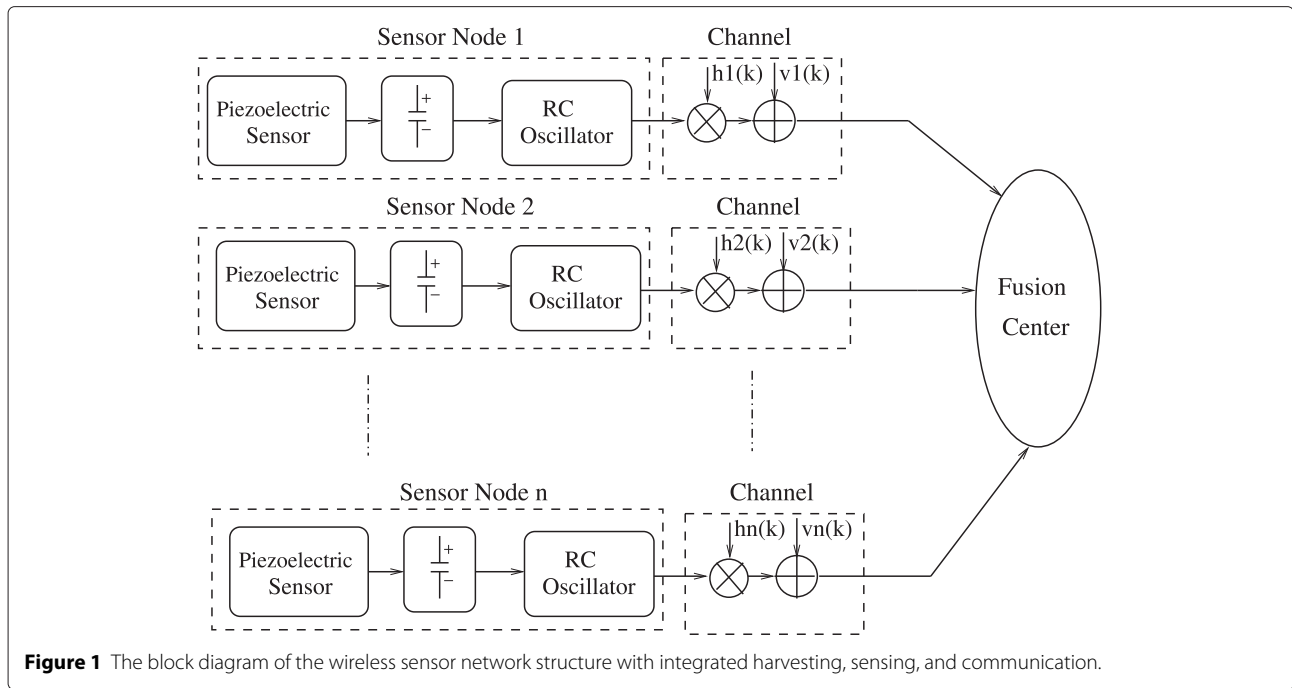 Sensor Node 1
Channel
Piezoelectric
Sensor
+
−
RC
Oscillator
h1(k)
v1(k)
Sensor Node 2
Channel
Piezoelectric
Sensor
+
−
RC
Oscillator
h2(k)
v2(k)
Fusion
Center
Sensor Node n
Channel
Piezoelectric
Sensor
+
−
RC
Oscillator
hn(k)
vn(k)
Figure 1 The block diagram of the wireless sensor network structure with integrated harvesting, sensing, and communication.